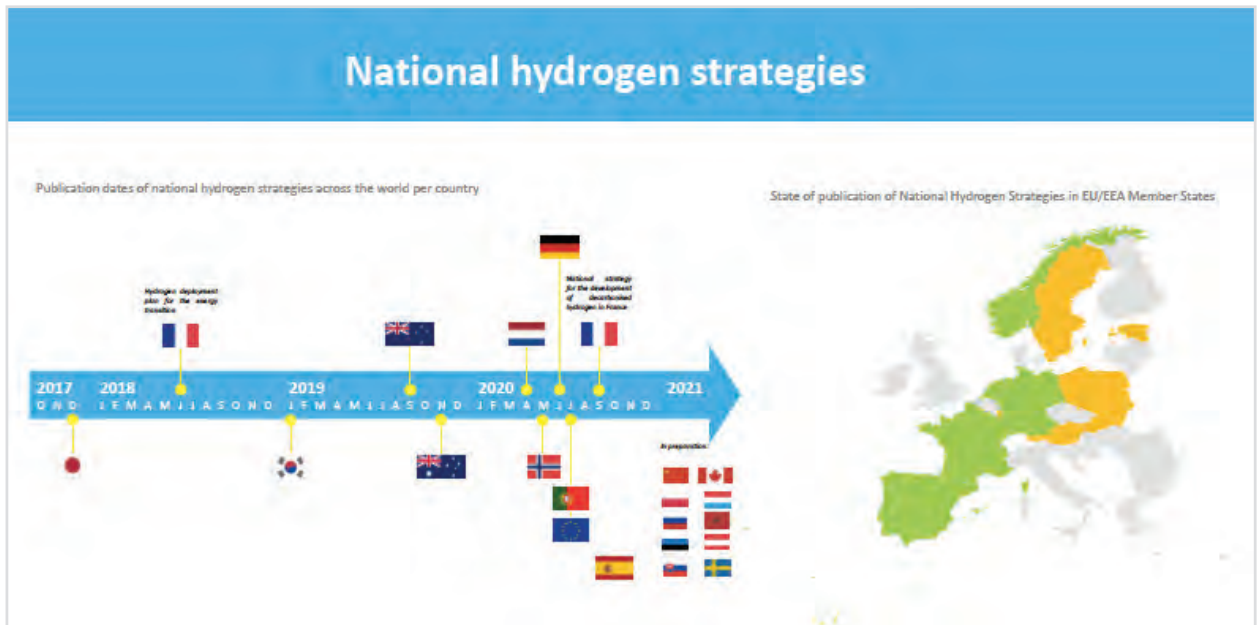 National hydrogen strategies
Publication dates of national hydrogen strategies across the world per country
State of publication of National Hydrogen Strategies in EU/EEA Member States
Hydrogen deployment
plan for the energy
transition
National strategy
for the development
of decarbonised
hydrogen in France
2017 2018 2019 2020 2021
O N D J F M A M J J A S O N D J F M A M J J A S O N D J F M A M J J A S O N D
In preparation: